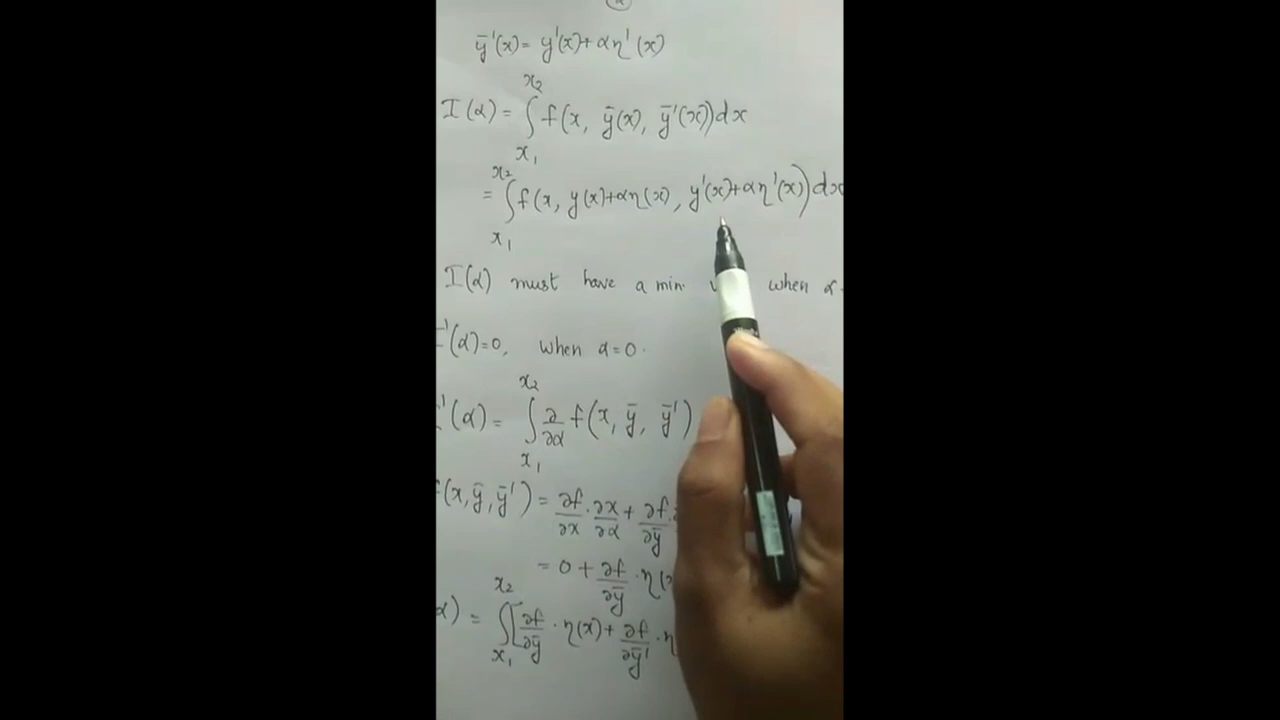 ȳ'(x) = y'(x)+αη'(x)
I(α) = ∫_{x₁}^{x₂} f(x, ȳ(x), ȳ'(x)) dx
= ∫_{x₁}^{x₂} f(x, y(x)+αη(x), y'(x)+αη'(x)) dx
I(α) must have a min. when α
'(α)=0, when α=0.
'(α) = ∫_{x₁}^{x₂} ∂/∂α f(x, ȳ, ȳ')
f(x,ȳ,ȳ') = ∂f/∂x . ∂x/∂α + ∂f/∂ȳ .
= 0 + ∂f/∂ȳ . η(x
α) = ∫_{x₁}^{x₂} [∂f/∂ȳ . η(x) + ∂f/∂ȳ' . η